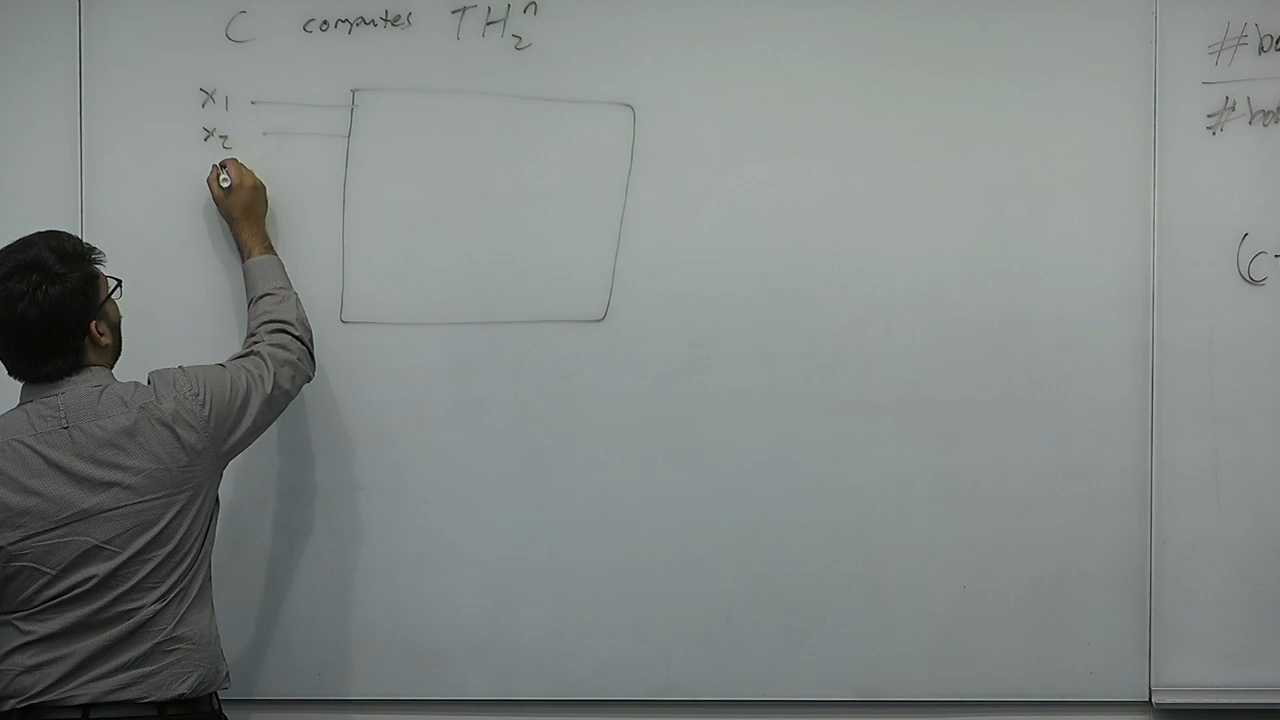 C computes TH₂ⁿ
x₁
x₂
#bo
#bo
(c